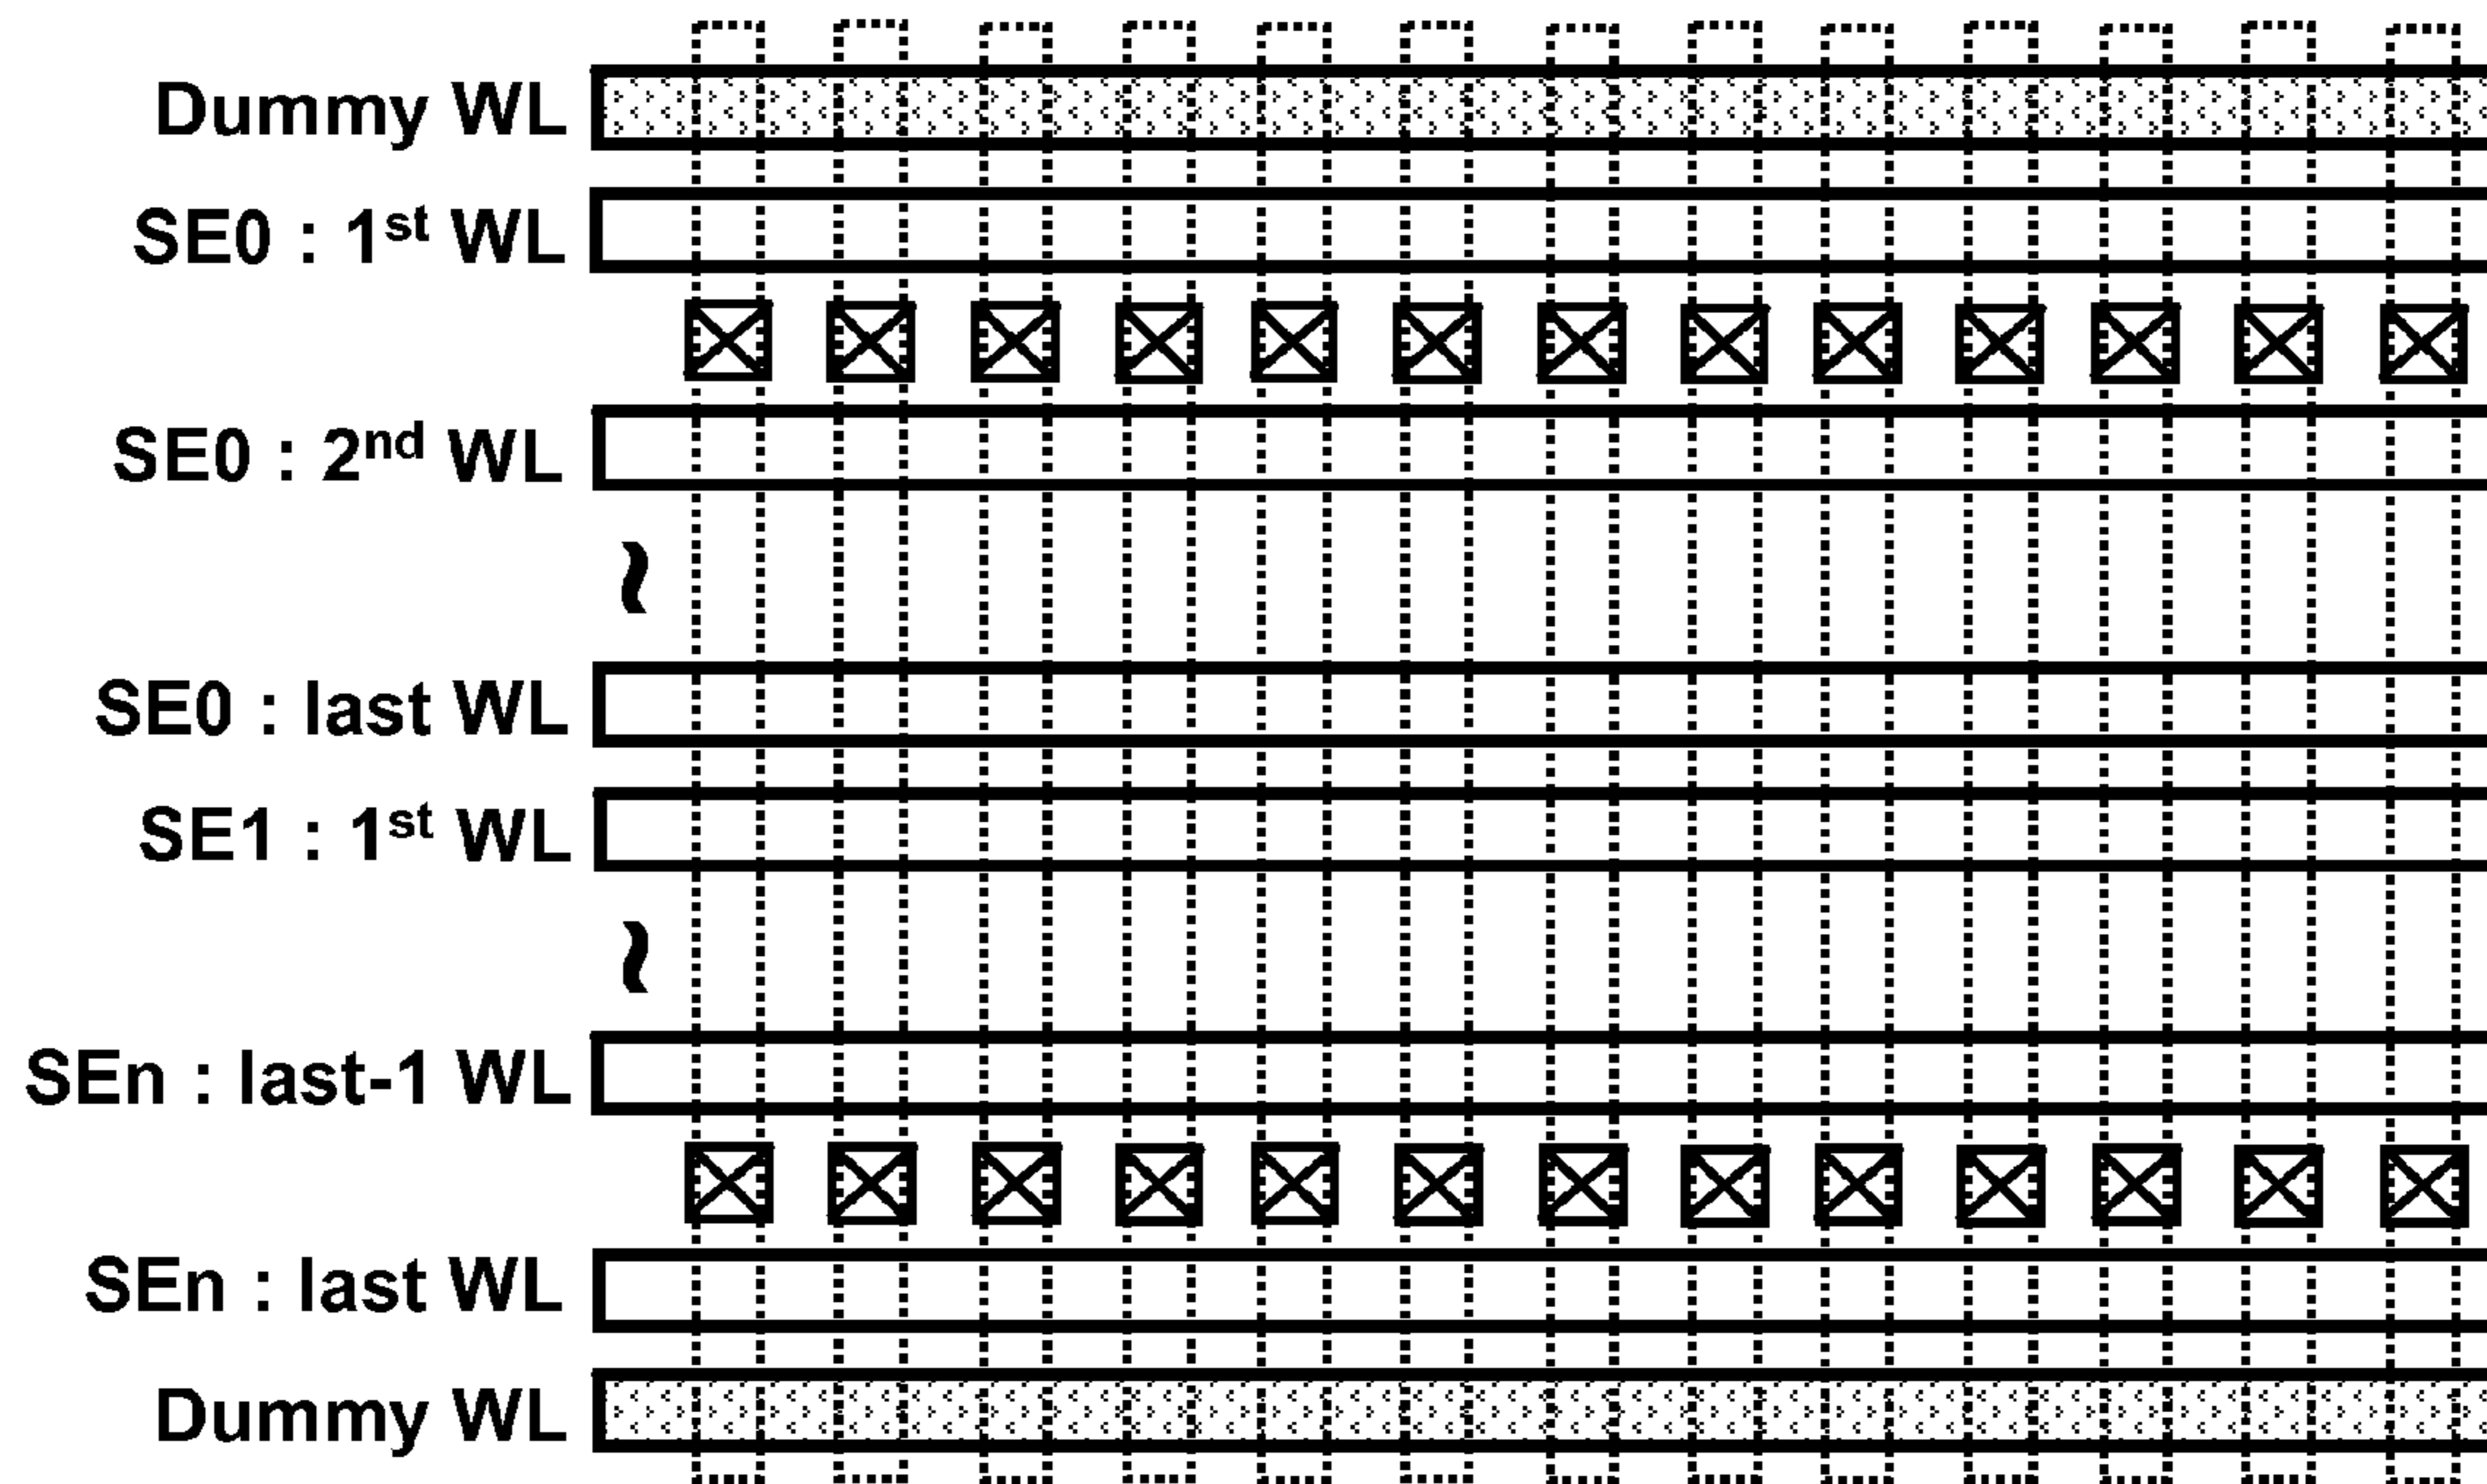 Dummy WL
SE0 : 1st WL
SE0 : 2nd WL
~
SE0 : last WL
SE1 : 1st WL
~
SEn : last-1 WL
SEn : last WL
Dummy WL